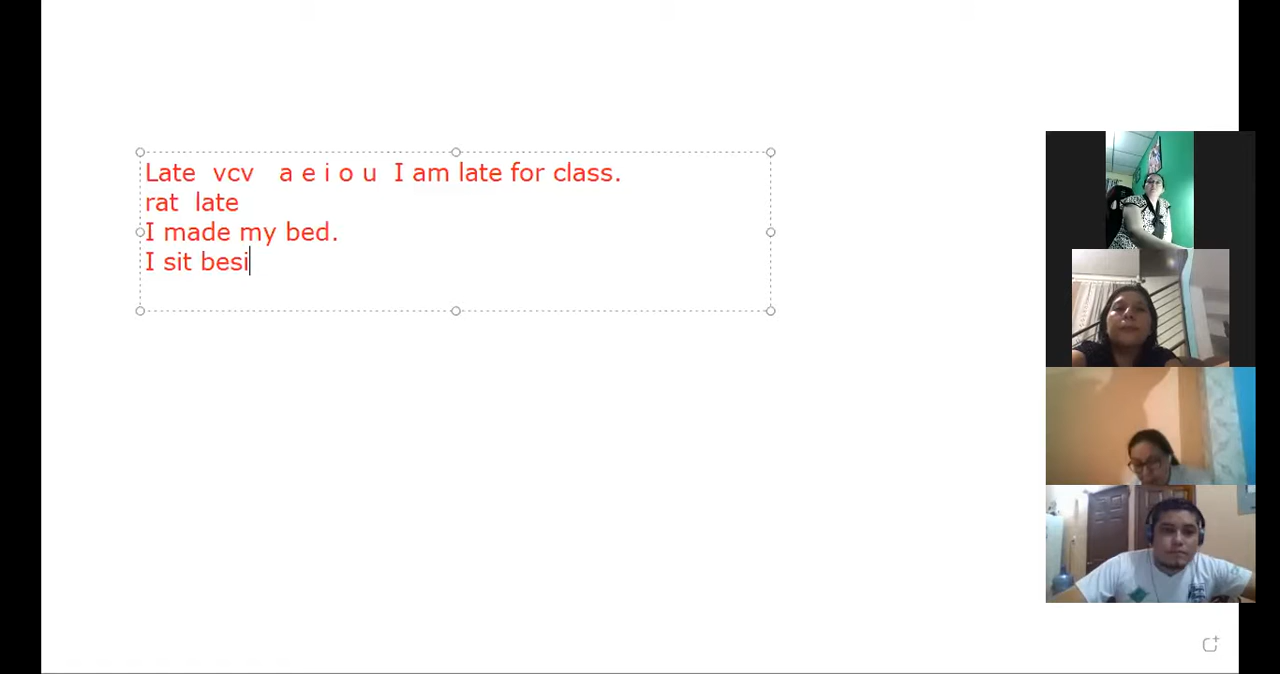 Late vcv a e i o u I am late for class.
rat late
I made my bed.
I sit besi